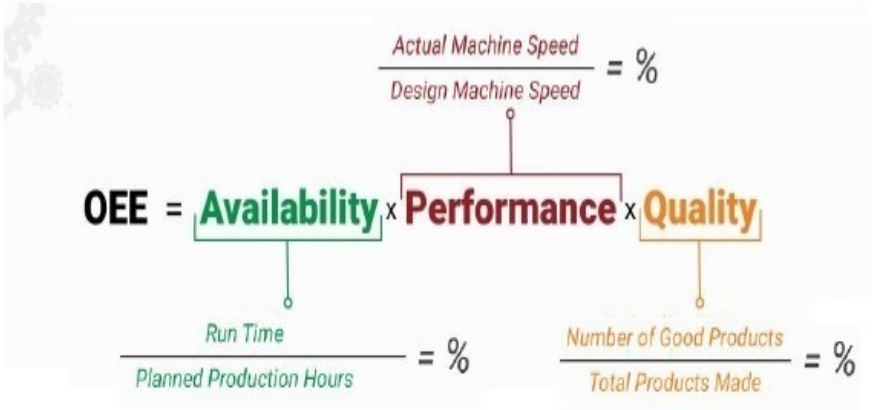 Actual Machine Speed
Design Machine Speed
= %
OEE = Availability x Performance x Quality
Run Time
Planned Production Hours
= %
Number of Good Products
Total Products Made
= %